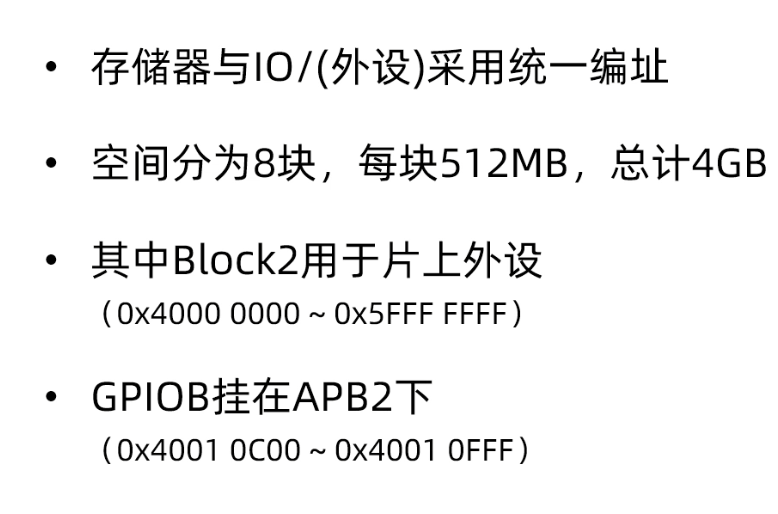 • 存储器与IO/(外设)采用统一编址
• 空间分为8块，每块512MB，总计4GB
• 其中Block2用于片上外设
（0x4000 0000 ~ 0x5FFF FFFF）
• GPIOB挂在APB2下
（0x4001 0C00 ~ 0x4001 0FFF）